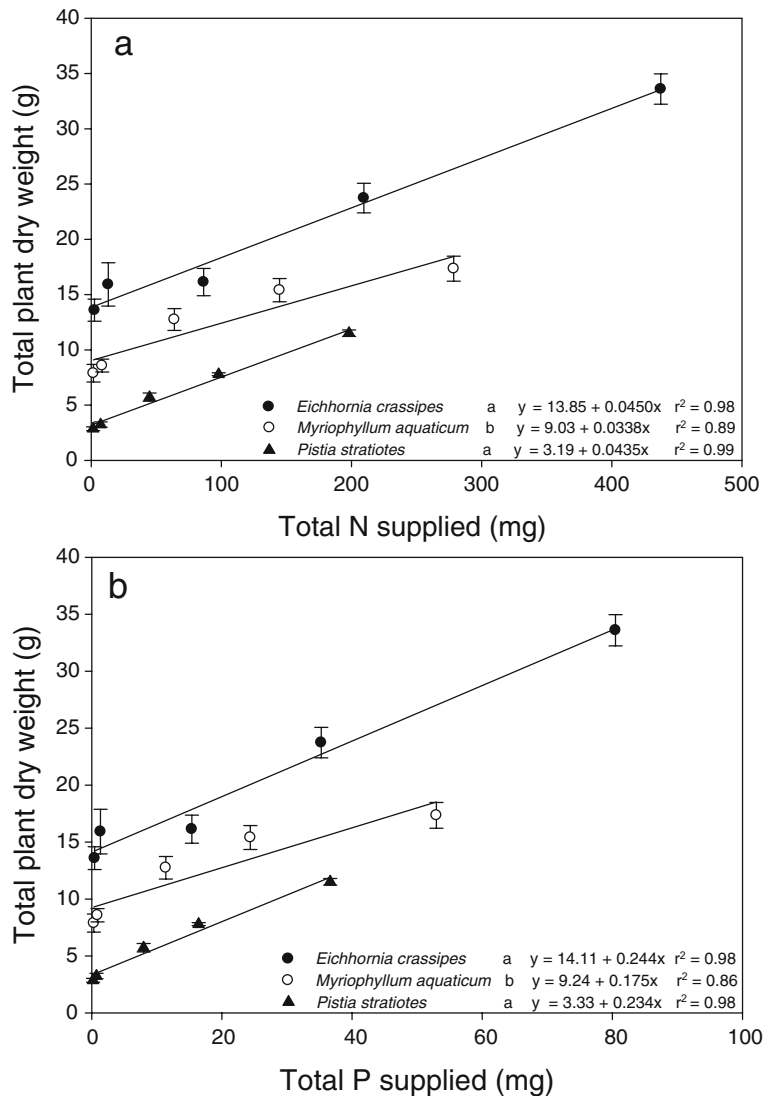 a
Total plant dry weight (g)
40
35
30
25
20
15
10
5
0
Eichhornia crassipes a y = 13.85 + 0.0450x r² = 0.98
Myriophyllum aquaticum b y = 9.03 + 0.0338x r² = 0.89
Pistia stratiotes a y = 3.19 + 0.0435x r² = 0.99
0 100 200 300 400 500
Total N supplied (mg)
b
Total plant dry weight (g)
40
35
30
25
20
15
10
5
0
Eichhornia crassipes a y = 14.11 + 0.244x r² = 0.98
Myriophyllum aquaticum b y = 9.24 + 0.175x r² = 0.86
Pistia stratiotes a y = 3.33 + 0.234x r² = 0.98
0 20 40 60 80 100
Total P supplied (mg)